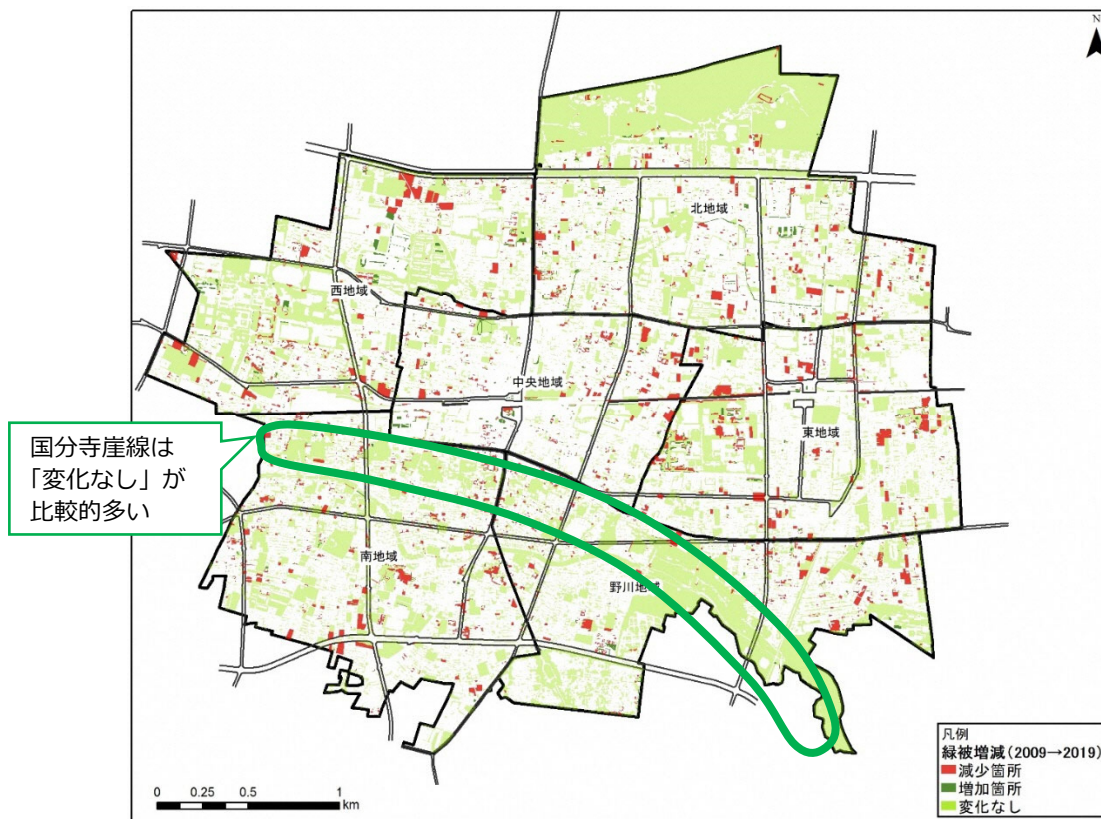 N
北地域
西地域
中央地域
東地域
国分寺崖線は
「変化なし」が
比較的多い
南地域
野川地域
凡例
緑被増減(2009→2019)
減少箇所
増加箇所
変化なし
0 0.25 0.5 1
km